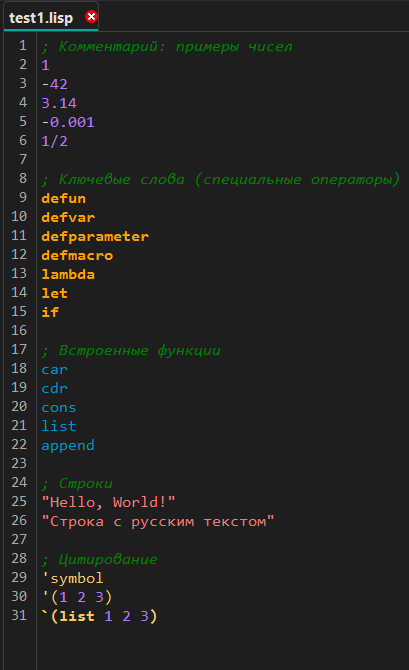 test1.lisp
1 ; Комментарий: примеры чисел
2 1
3 -42
4 3.14
5 -0.001
6 1/2
7
8 ; Ключевые слова (специальные операторы)
9 defun
10 defvar
11 defparameter
12 defmacro
13 lambda
14 let
15 if
16
17 ; Встроенные функции
18 car
19 cdr
20 cons
21 list
22 append
23
24 ; Строки
25 "Hello, World!"
26 "Строка с русским текстом"
27
28 ; Цитирование
29 'symbol
30 '(1 2 3)
31 `(list 1 2 3)